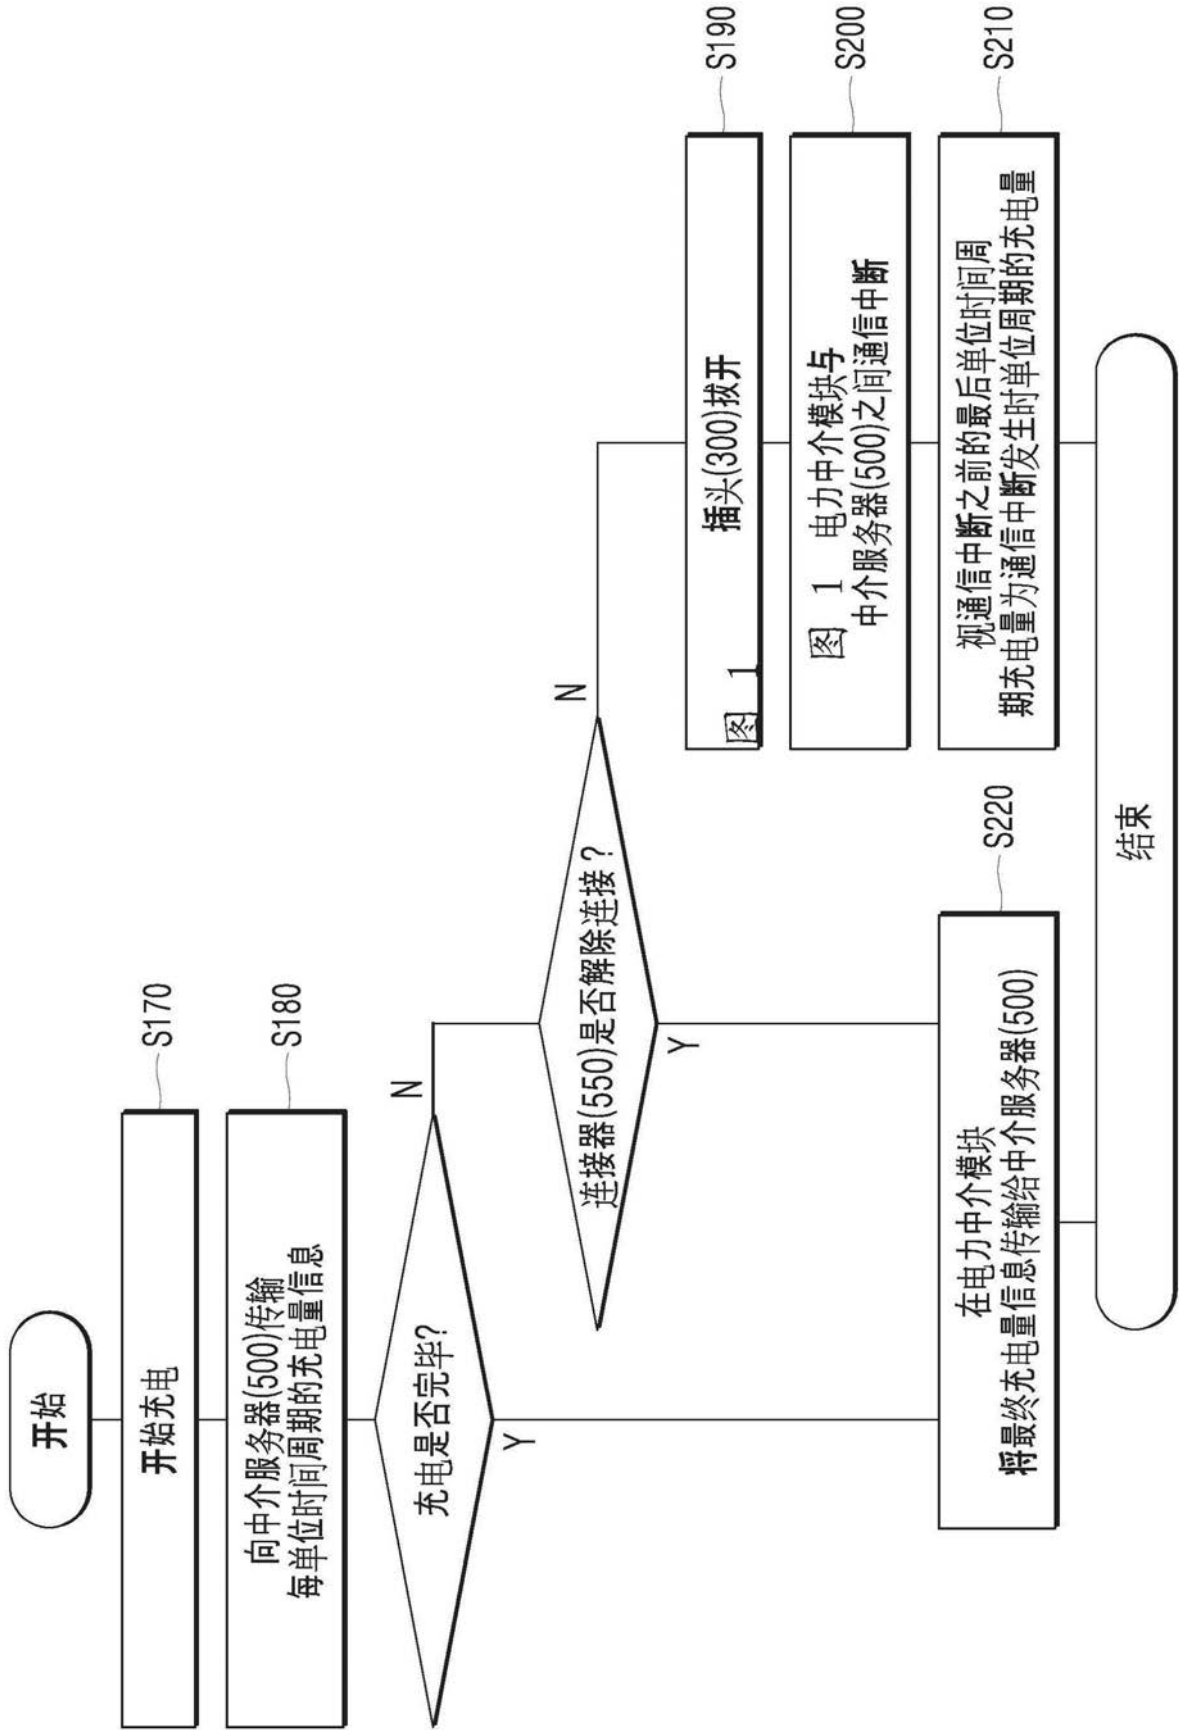 开始
开始充电
S170
向中介服务器(500)传输
每单位时间周期的充电量信息
S180
充电是否完毕?
N
Y
连接器(550)是否解除连接？
N
Y
插头(300)拔开
S190
图 1
电力中介模块与
中介服务器(500)之间通信中断
S200
图 1
视通信中断之前的最后单位时间周
期充电量为通信中断发生时单位周期的充电量
S210
在电力中介模块
将最终充电量信息传输给中介服务器(500)
S220
结束